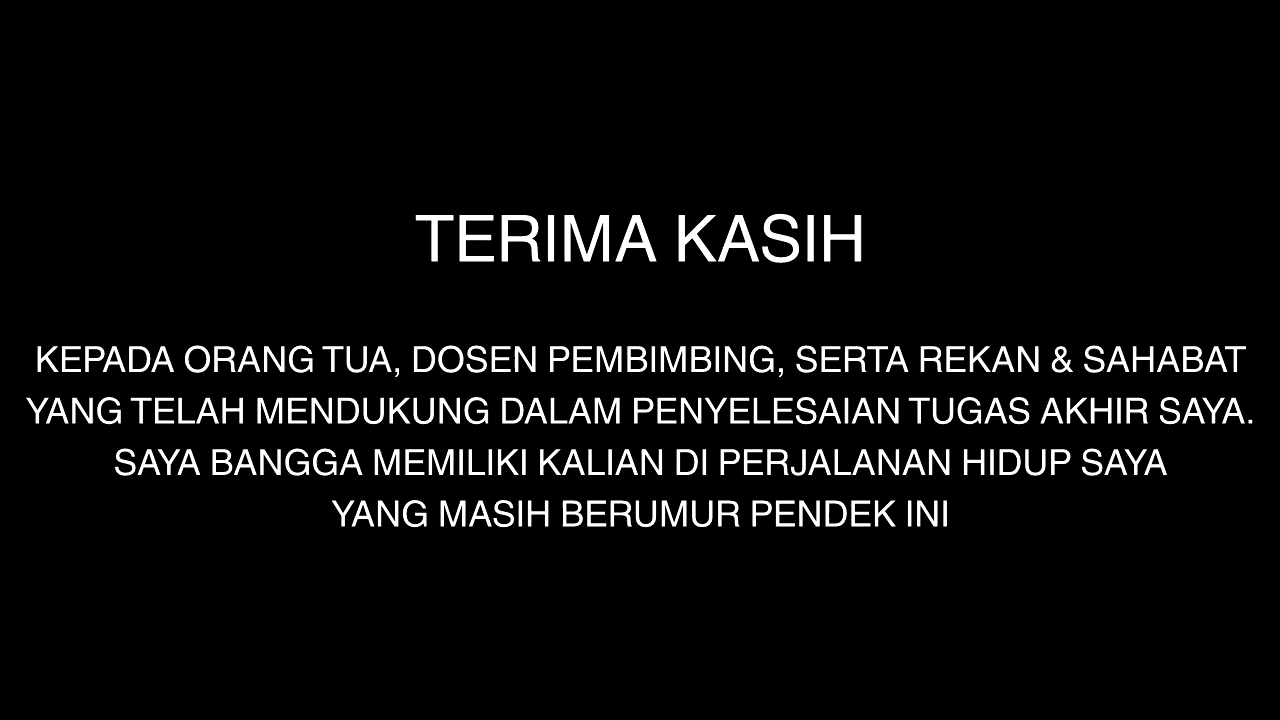 TERIMA KASIH
KEPADA ORANG TUA, DOSEN PEMBIMBING, SERTA REKAN & SAHABAT
YANG TELAH MENDUKUNG DALAM PENYELESAIAN TUGAS AKHIR SAYA.
SAYA BANGGA MEMILIKI KALIAN DI PERJALANAN HIDUP SAYA
YANG MASIH BERUMUR PENDEK INI